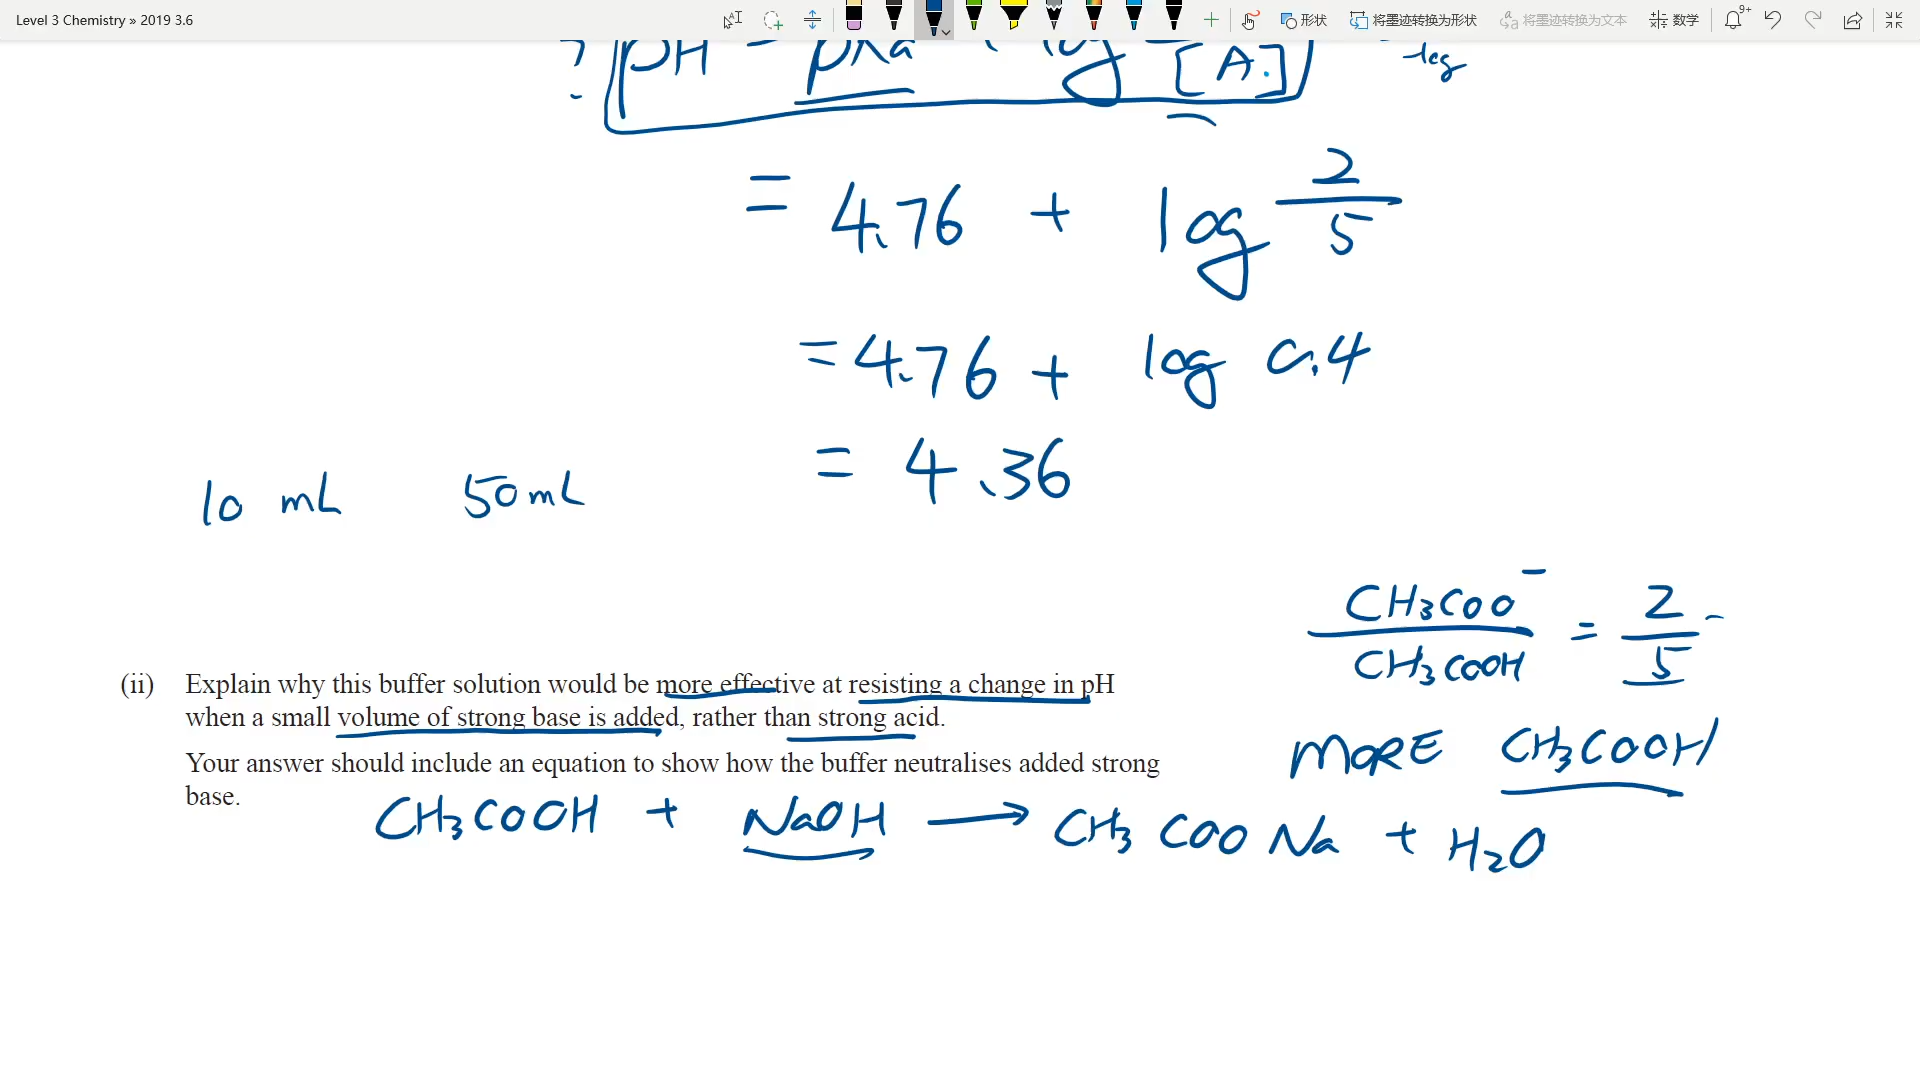 Level 3 Chemistry » 2019 3.6
形状 将墨迹转换为形状 将墨迹转换为文本 数学 9+
? pH = pKa + log [A.] -log
= 4.76 + log 2/5
= 4.76 + log 0.4
= 4.36
10 mL 50 mL
CH3COO⁻ / CH3COOH = 2/5 -
(ii) Explain why this buffer solution would be more effective at resisting a change in pH
when a small volume of strong base is added, rather than strong acid.
MORE CH3COOH
Your answer should include an equation to show how the buffer neutralises added strong
base.
CH3COOH + NaOH → CH3COONa + H2O